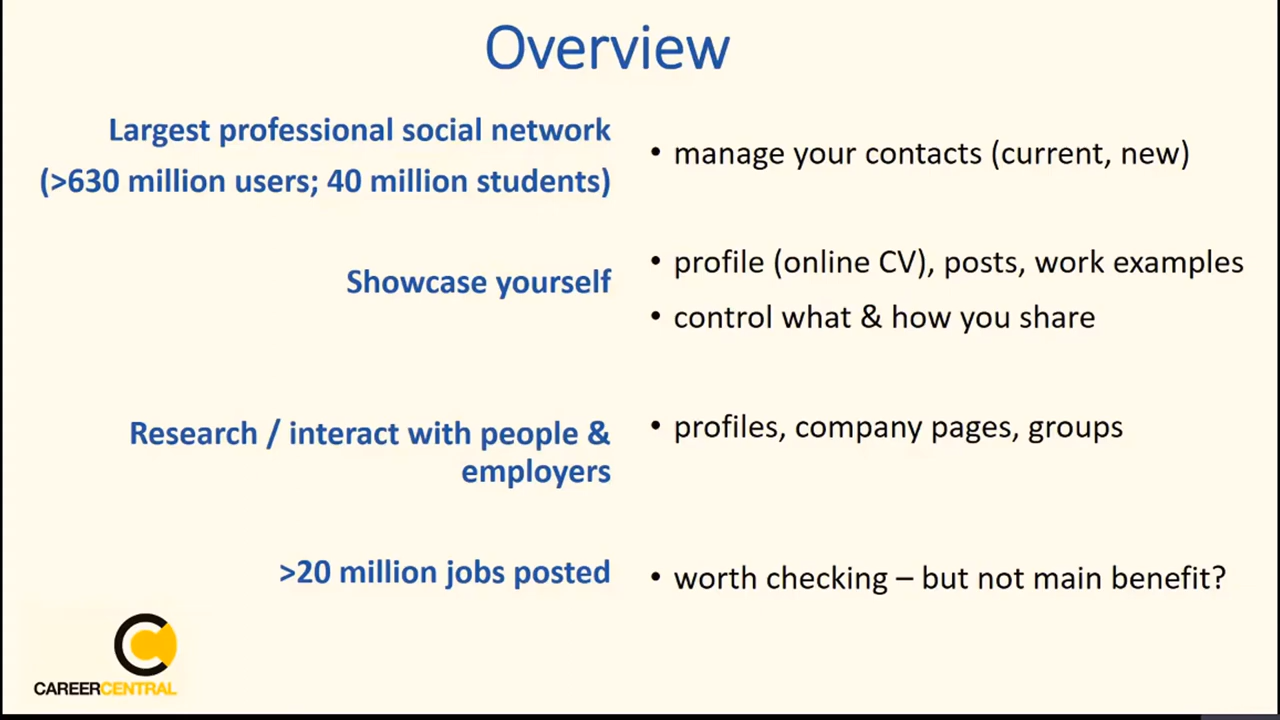 Overview
Largest professional social network
(>630 million users; 40 million students)
• manage your contacts (current, new)
Showcase yourself
• profile (online CV), posts, work examples
• control what & how you share
Research / interact with people &
employers
• profiles, company pages, groups
>20 million jobs posted
• worth checking – but not main benefit?
CAREERCENTRAL